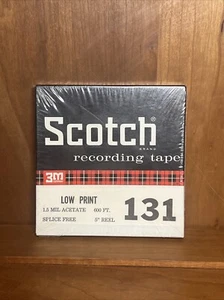 Scotch
BRAND
recording tape
3M
LOW PRINT
1.5 MIL ACETATE 600 FT.
SPLICE FREE 5" REEL
131